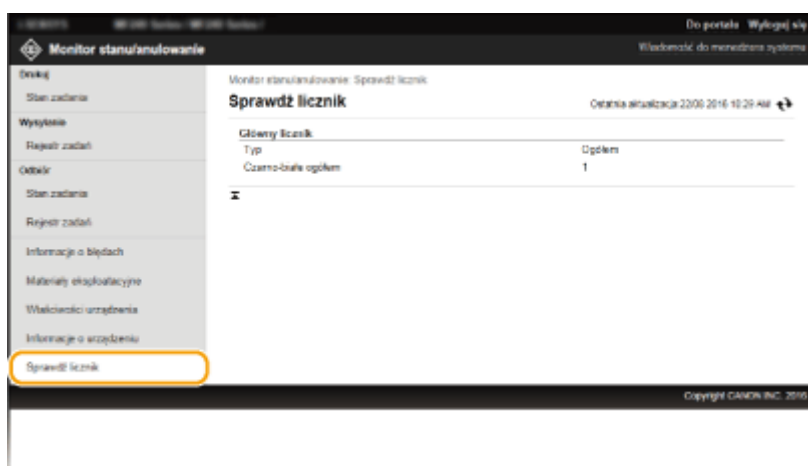 Do portalu Wyloguj się
Monitor stanu/anulowanie
Wiadomość do menedżera systemu
Drukuj
Stan zadania
Wysyłanie
Rejestr zadań
Odbiór
Stan zadania
Rejestr zadań
Informacje o błędach
Materiały eksploatacyjne
Właściwości urządzenia
Informacje o urządzeniu
Sprawdź licznik
Monitor stanu/anulowanie: Sprawdź licznik
Sprawdź licznik
Ostatnia aktualizacja:22/08 2016 10:29 AM
Główny licznik
Typ Ogółem
Czarno-białe ogółem 1
Copyright CANON INC. 2016